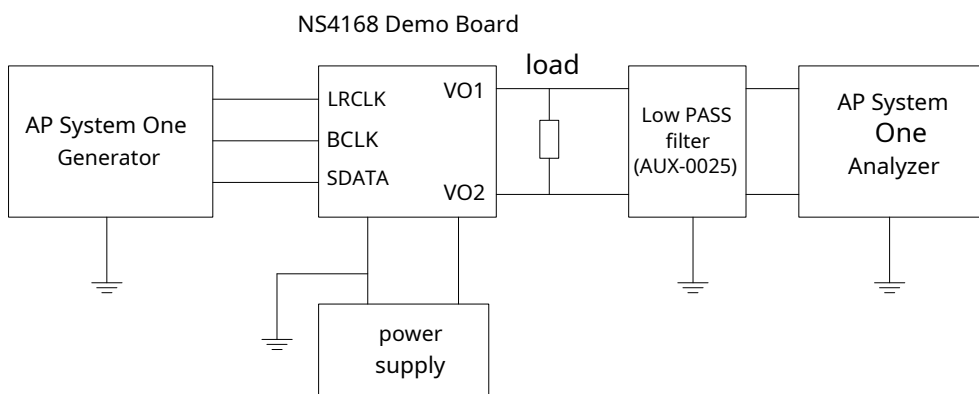 NS4168 Demo Board
AP System One
Generator
LRCLK
BCLK
SDATA
VO1
VO2
load
Low PASS
filter
(AUX-0025)
AP System
One
Analyzer
power
supply